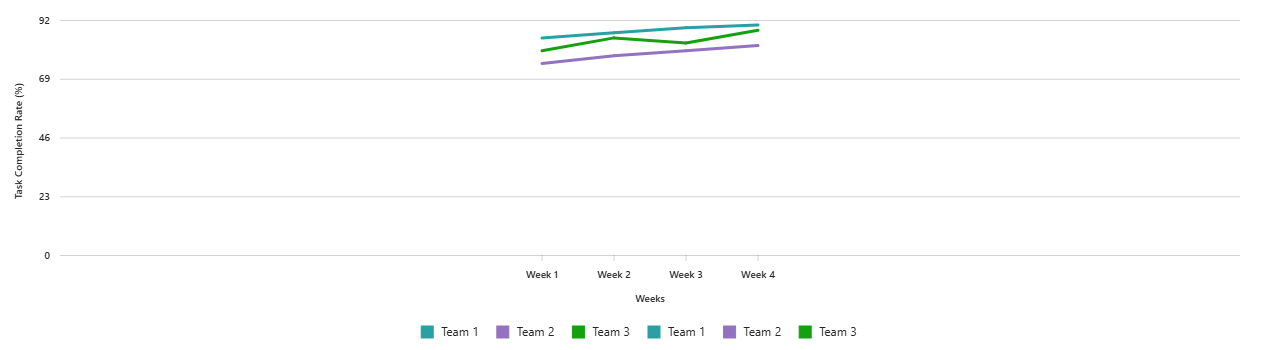 92
69
46
23
0
Task Completion Rate (%)
Week 1 Week 2 Week 3 Week 4
Weeks
Team 1 Team 2 Team 3 Team 1 Team 2 Team 3